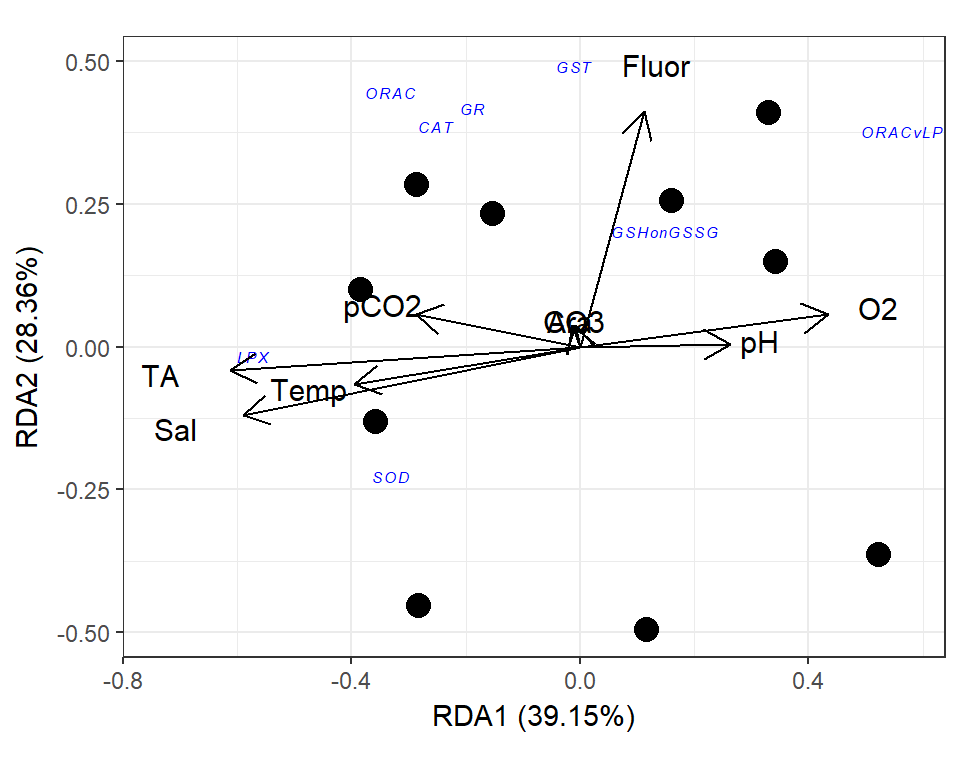 0.50
0.25
0.00
-0.25
-0.50
RDA2 (28.36%)
GST
Fluor
ORAC
GR
CAT
ORACvLP
GSHonGSSG
pCO2
CO3
Ara
O2
pH
LPX
TA
Temp
Sal
SOD
-0.8
-0.4
0.0
0.4
RDA1 (39.15%)